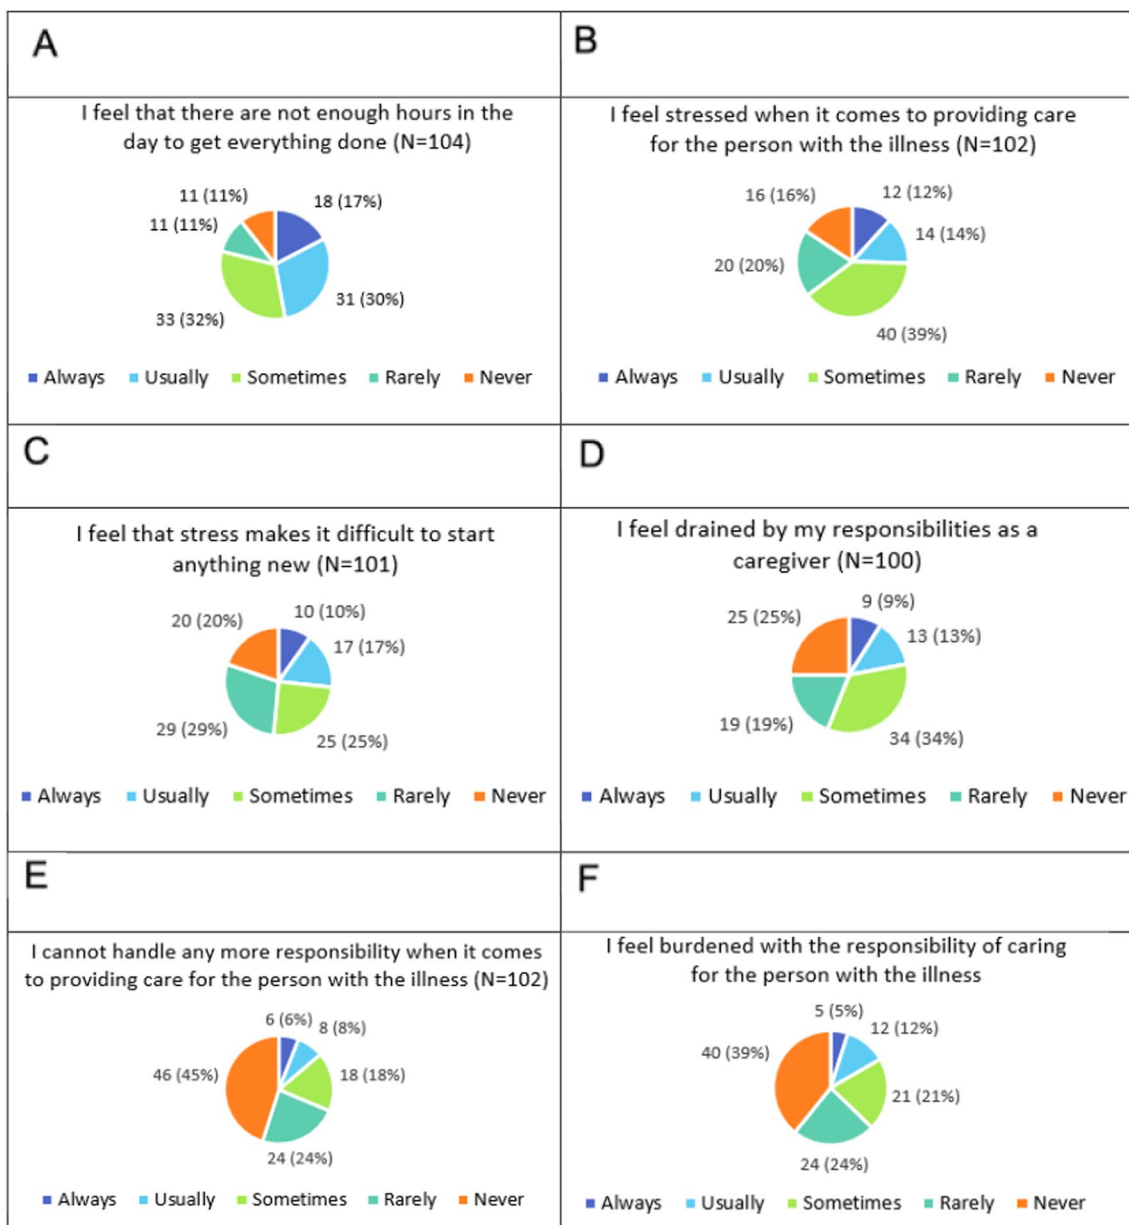 A
B
I feel that there are not enough hours in the
day to get everything done (N=104)
11 (11%)
18 (17%)
11 (11%)
31 (30%)
33 (32%)
Always Usually Sometimes Rarely Never
I feel stressed when it comes to providing care
for the person with the illness (N=102)
16 (16%)
12 (12%)
14 (14%)
20 (20%)
40 (39%)
Always Usually Sometimes Rarely Never
C
D
I feel that stress makes it difficult to start
anything new (N=101)
20 (20%)
10 (10%)
17 (17%)
29 (29%)
25 (25%)
Always Usually Sometimes Rarely Never
I feel drained by my responsibilities as a
caregiver (N=100)
25 (25%)
9 (9%)
13 (13%)
19 (19%)
34 (34%)
Always Usually Sometimes Rarely Never
E
F
I cannot handle any more responsibility when it comes
to providing care for the person with the illness (N=102)
6 (6%)
8 (8%)
46 (45%)
18 (18%)
24 (24%)
Always Usually Sometimes Rarely Never
I feel burdened with the responsibility of caring
for the person with the illness
5 (5%)
12 (12%)
40 (39%)
21 (21%)
24 (24%)
Always Usually Sometimes Rarely Never